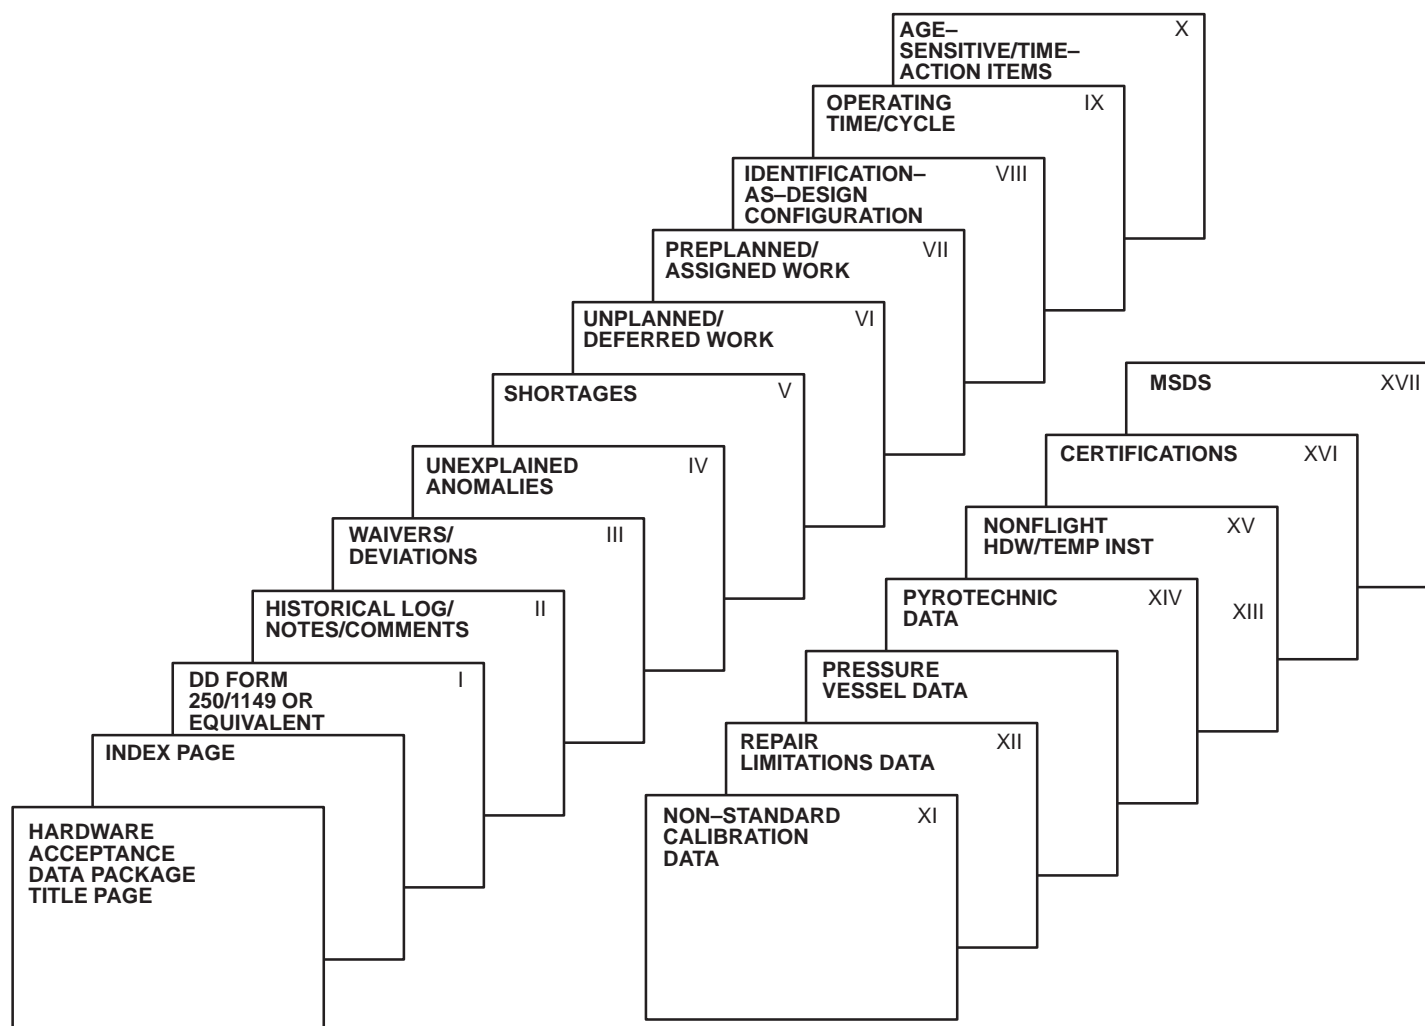 AGE–
SENSITIVE/TIME–
ACTION ITEMS
X
OPERATING
TIME/CYCLE
IX
IDENTIFICATION–
AS–DESIGN
CONFIGURATION
VIII
PREPLANNED/
ASSIGNED WORK
VII
UNPLANNED/
DEFERRED WORK
VI
SHORTAGES
V
UNEXPLAINED
ANOMALIES
IV
WAIVERS/
DEVIATIONS
III
HISTORICAL LOG/
NOTES/COMMENTS
II
DD FORM
250/1149 OR
EQUIVALENT
I
INDEX PAGE
HARDWARE
ACCEPTANCE
DATA PACKAGE
TITLE PAGE
MSDS
XVII
CERTIFICATIONS
XVI
NONFLIGHT
HDW/TEMP INST
XV
PYROTECHNIC
DATA
XIV
XIII
PRESSURE
VESSEL DATA
REPAIR
LIMITATIONS DATA
XII
NON–STANDARD
CALIBRATION
DATA
XI